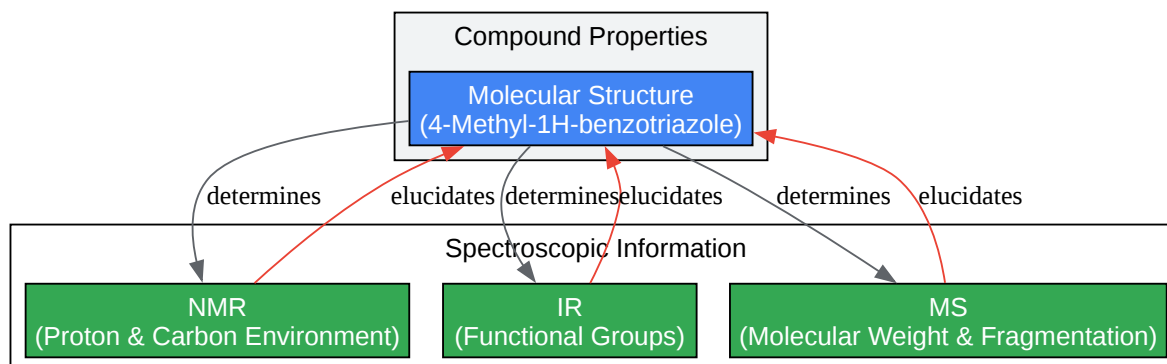 Compound Properties
Molecular Structure
(4-Methyl-1H-benzotriazole)
determines
elucidates
determines
elucidates
determines
elucidates
Spectroscopic Information
NMR
(Proton & Carbon Environment)
IR
(Functional Groups)
MS
(Molecular Weight & Fragmentation)